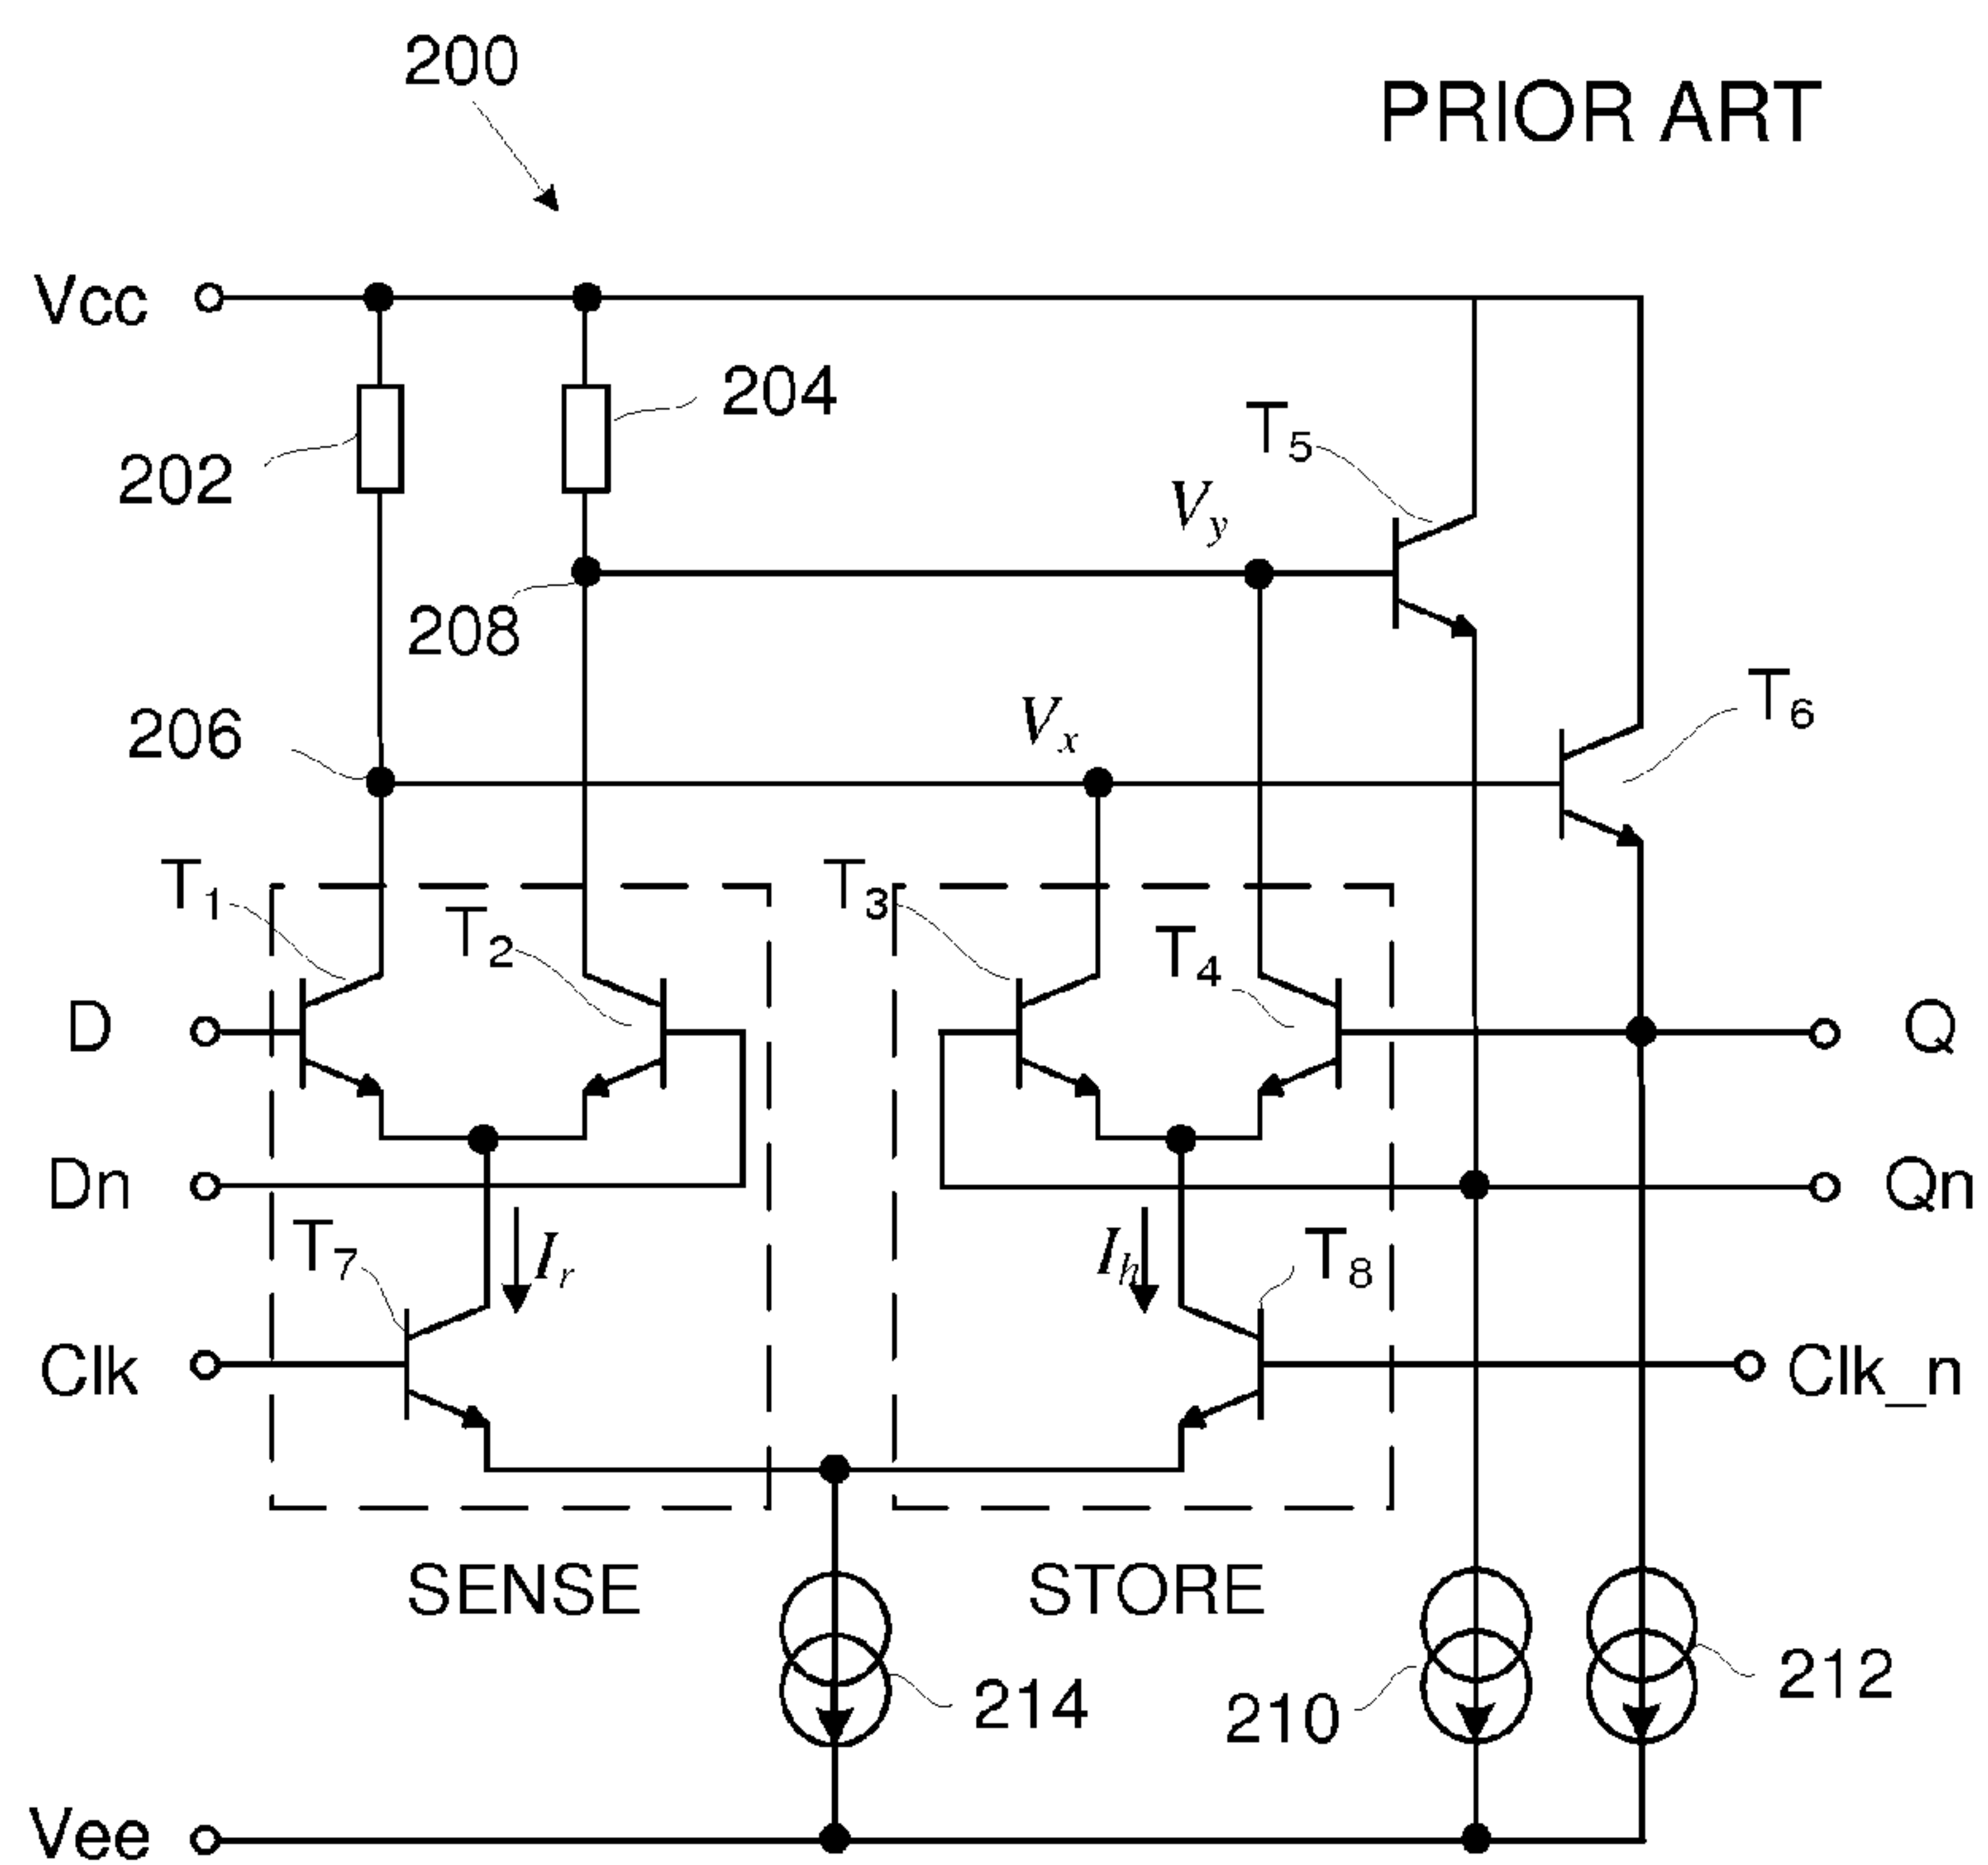 200
PRIOR ART
Vcc
204
202
T5
Vy
208
Vx
T6
206
T1
T2
T3
T4
D
Q
Dn
Qn
T7
Ir
Ih
T8
Clk
Clk_n
SENSE
STORE
214
210
212
Vee